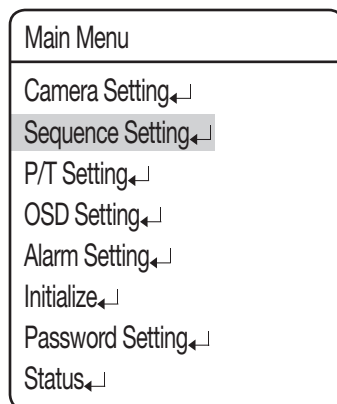 Main Menu
Camera Setting↵
Sequence Setting↵
P/T Setting↵
OSD Setting↵
Alarm Setting↵
Initialize↵
Password Setting↵
Status↵